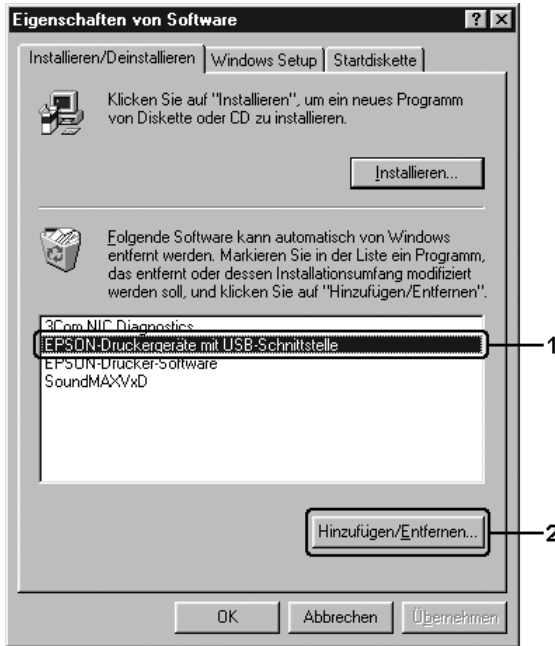 Eigenschaften von Software
Installieren/Deinstallieren Windows Setup Startdiskette
Klicken Sie auf "Installieren", um ein neues Programm
von Diskette oder CD zu installieren.
Installieren...
Folgende Software kann automatisch von Windows
entfernt werden. Markieren Sie in der Liste ein Programm,
das entfernt oder dessen Installationsumfang modifiziert
werden soll, und klicken Sie auf "Hinzufügen/Entfernen".
3Com NIC Diagnostics
EPSON-Druckergeräte mit USB-Schnittstelle 1
EPSON-Drucker-Software
SoundMAXVxD
Hinzufügen/Entfernen... 2
OK Abbrechen Übernehmen